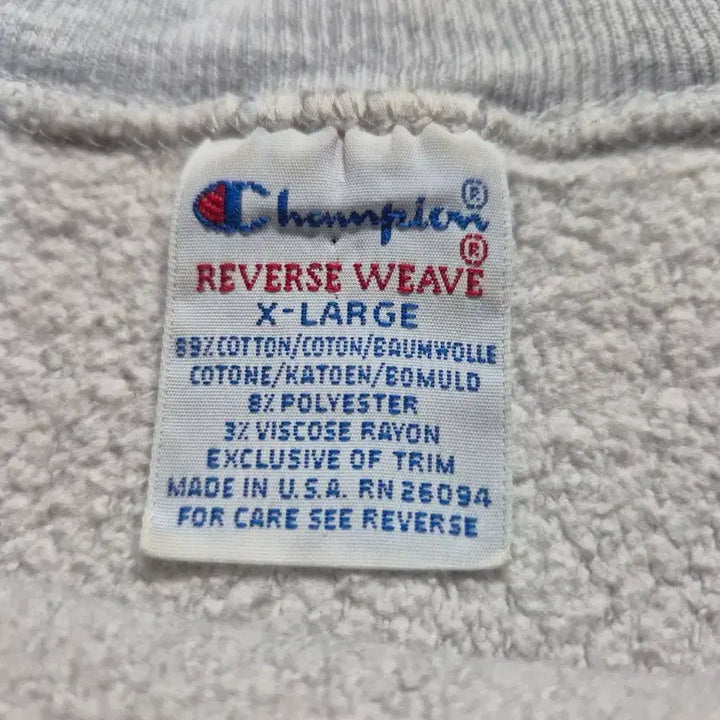 Champion®
REVERSE WEAVE®
X-LARGE
89% COTTON/COTON/BAUMWOLLE
COTONE/KATOEN/BOMULD
8% POLYESTER
3% VISCOSE RAYON
EXCLUSIVE OF TRIM
MADE IN U.S.A. RN 26094
FOR CARE SEE REVERSE